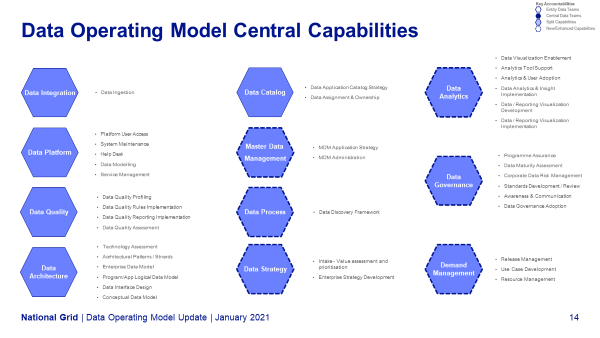 Key Accountabilities
Entity Data Teams
Central Data Teams
Split Capabilities
New/Enhanced Capabilities
Data Operating Model Central Capabilities
Data Integration
• Data Ingestion
Data Platform
• Platform User Access
• System Maintenance
• Help Desk
• Data Modelling
• Service Management
Data Quality
• Data Quality Profiling
• Data Quality Rules Implementation
• Data Quality Reporting Implementation
• Data Quality Assessment
Data
Architecture
• Technology Assessment
• Architectural Patterns / Stnards
• Enterprise Data Model
• Program/App Logical Data Model
• Data Interface Design
• Conceptual Data Model
Data Catalog
• Data Application Catalog Strategy
• Data Assignment & Ownership
Master Data
Management
• MDM Application Strategy
• MDM Administration
Data Process
• Data Discovery Framework
Data Strategy
• Intake - Value assessment and
prioritisation
• Enterprise Strategy Development
Data
Analytics
• Data Visualization Enablement
• Analytics Tool Support
• Analytics & User Adoption
• Data Analytics & Insight
Implementation
• Data / Reporting Visualization
Development
• Data / Reporting Visualization
Implementation
Data
Governance
• Programme Assurance
• Data Maturity Assessment
• Corporate Data Risk Management
• Standards Development / Review
• Awareness & Communication
• Data Governance Adoption
Demand
Management
• Release Management
• Use Case Development
• Resource Management
National Grid | Data Operating Model Update | January 2021
14